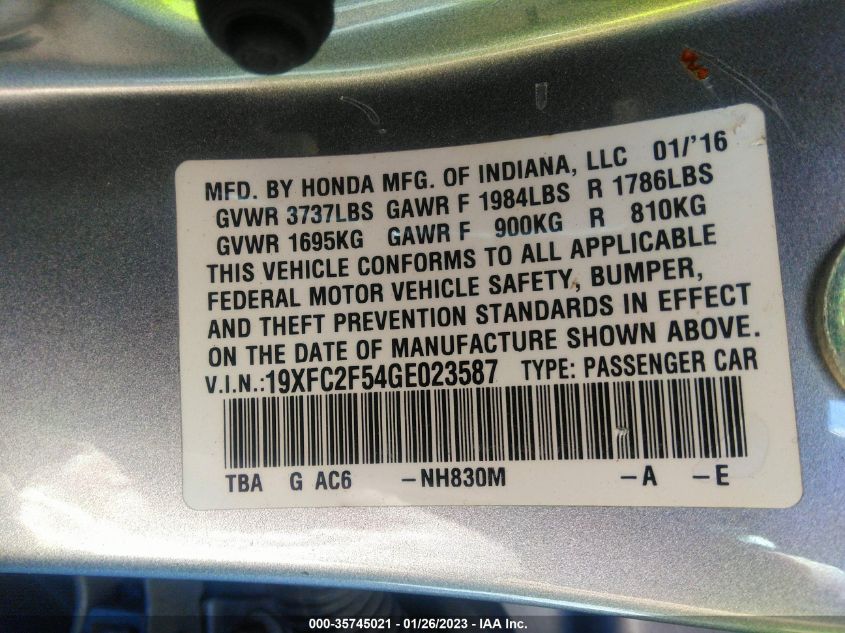 MFD. BY HONDA MFG. OF INDIANA, LLC 01/'16
GVWR 3737LBS GAWR F 1984LBS R 1786LBS
GVWR 1695KG GAWR F 900KG R 810KG
THIS VEHICLE CONFORMS TO ALL APPLICABLE
FEDERAL MOTOR VEHICLE SAFETY, BUMPER,
AND THEFT PREVENTION STANDARDS IN EFFECT
ON THE DATE OF MANUFACTURE SHOWN ABOVE.
V.I.N.:19XFC2F54GE023587 TYPE: PASSENGER CAR
TBA G AC6 –NH830M –A –E
000-35745021 / 01/26/2023 - © IAA Inc.